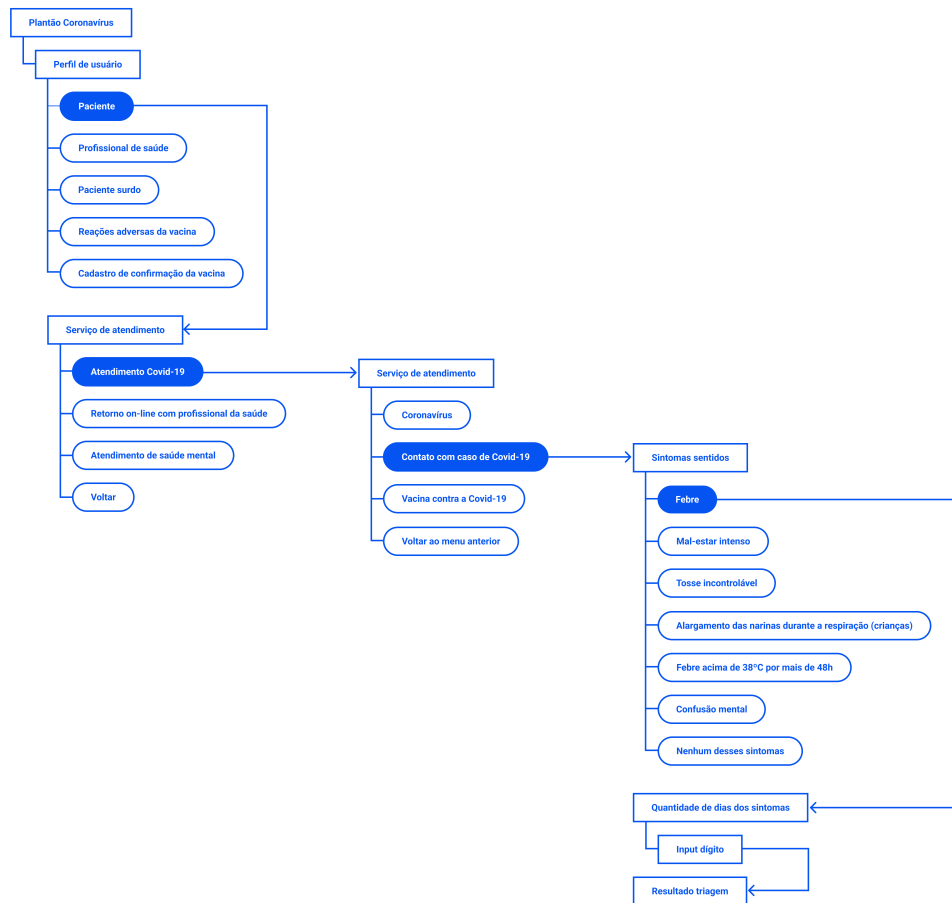 Plantão Coronavírus
Perfil de usuário
Paciente
Profissional de saúde
Paciente surdo
Reações adversas da vacina
Cadastro de confirmação da vacina
Serviço de atendimento
Atendimento Covid-19
Retorno on-line com profissional da saúde
Atendimento de saúde mental
Voltar
Serviço de atendimento
Coronavírus
Contato com caso de Covid-19
Vacina contra a Covid-19
Voltar ao menu anterior
Sintomas sentidos
Febre
Mal-estar intenso
Tosse incontrolável
Alargamento das narinas durante a respiração (crianças)
Febre acima de 38ºC por mais de 48h
Confusão mental
Nenhum desses sintomas
Quantidade de dias dos sintomas
Input dígito
Resultado triagem